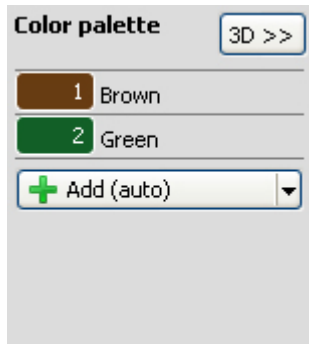 Color palette
3D >>
1 Brown
2 Green
Add (auto)